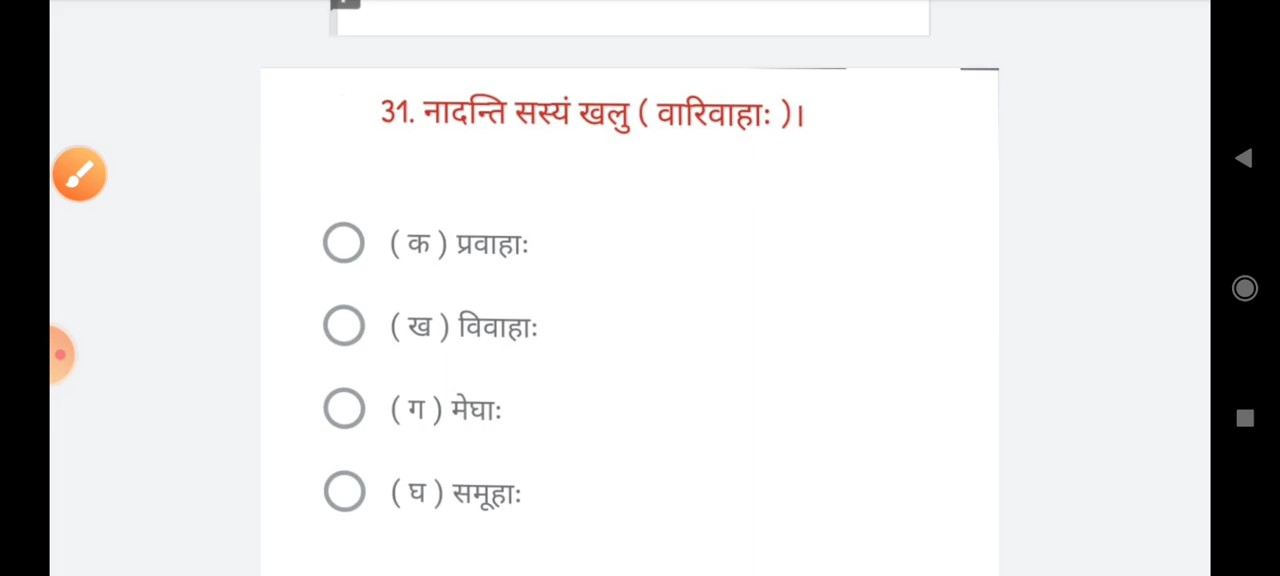 31. नादन्ति सस्यं खलु ( वारिवाहाः )।
( क ) प्रवाहाः
( ख ) विवाहाः
( ग ) मेघाः
( घ ) समूहाः